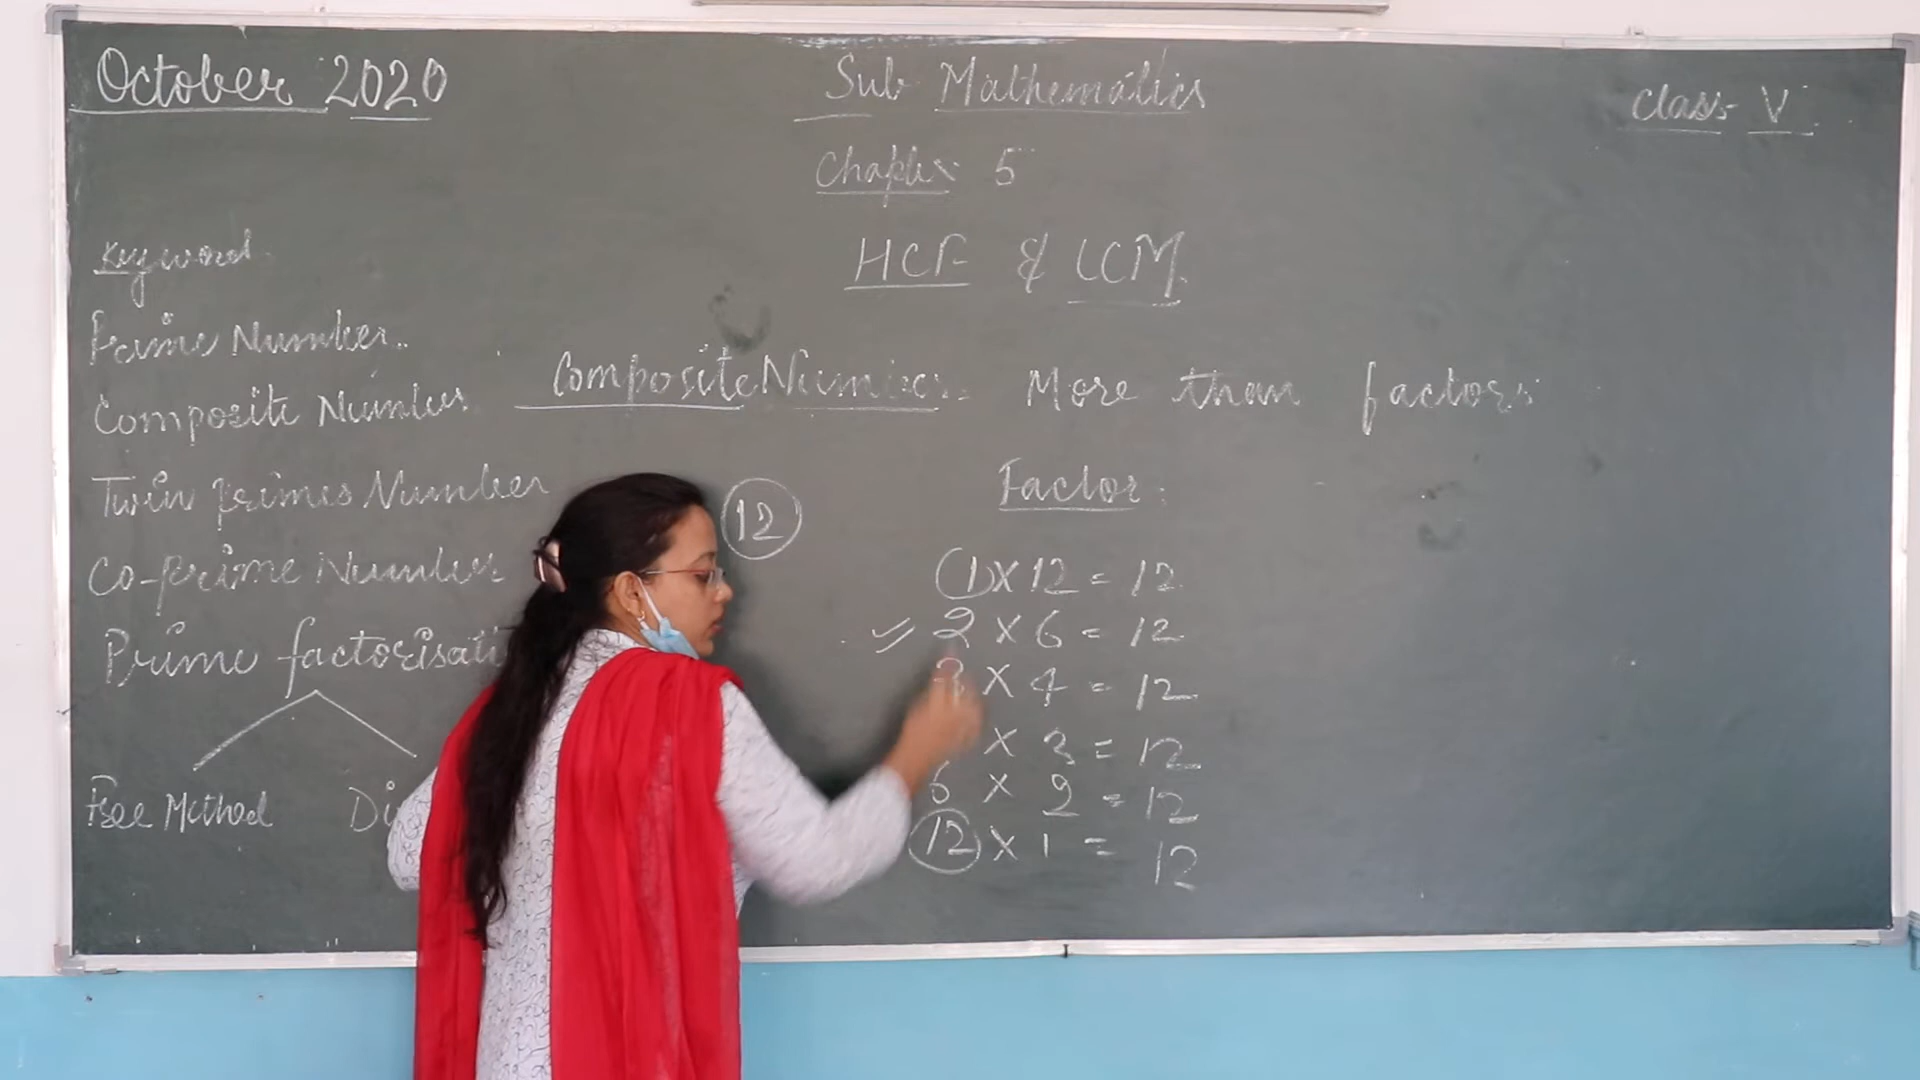 October 2020
Sub Mathematics
Class- V
Chapter 5
HCF & LCM
Keyword
Prime Number
Composite Number
Twin primes Number
Co-prime Number
Prime factorisati
Method Di
Composite Number. More than factors
12
Factor:
1 × 12 = 12
2 × 6 = 12
3 × 4 = 12
× 3 = 12
6 × 2 = 12
12 × 1 = 12